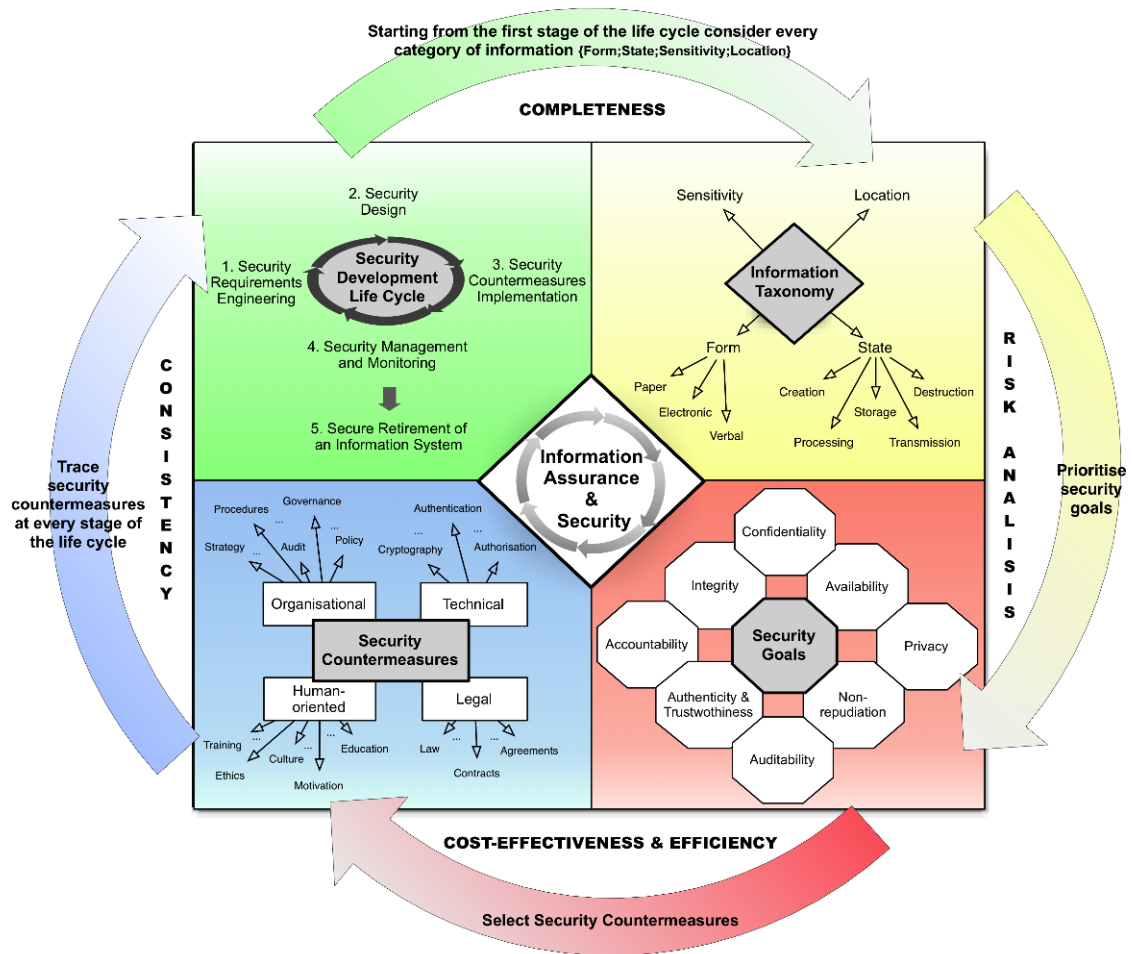 Starting from the first stage of the life cycle consider every
category of information {Form;State;Sensitivity;Location}
COMPLETENESS
2. Security
Design
1. Security
Requirements
Engineering
Security
Development
Life Cycle
3. Security
Countermeasures
Implementation
4. Security Management
and Monitoring
5. Secure Retirement of
an Information System
Sensitivity
Location
Information
Taxonomy
Form
State
Paper
Electronic
Verbal
Creation
Processing
Storage
Transmission
Destruction
RISK ANALISIS
Prioritise
security
goals
Information
Assurance
&
Security
CONSISTENCY
Trace
security
countermeasures
at every stage of
the life cycle
Procedures
...
Governance
...
Strategy
...
Audit
Policy
Authentication
...
Cryptography
Authorisation
Organisational
Technical
Security
Countermeasures
Human-
oriented
Legal
Training
...
Ethics
Culture
...
Motivation
Education
Law
...
Contracts
...
Agreements
Confidentiality
Integrity
Availability
Accountability
Security
Goals
Privacy
Authenticity &
Trustwothiness
Non-
repudiation
Auditability
COST-EFFECTIVENESS & EFFICIENCY
Select Security Countermeasures